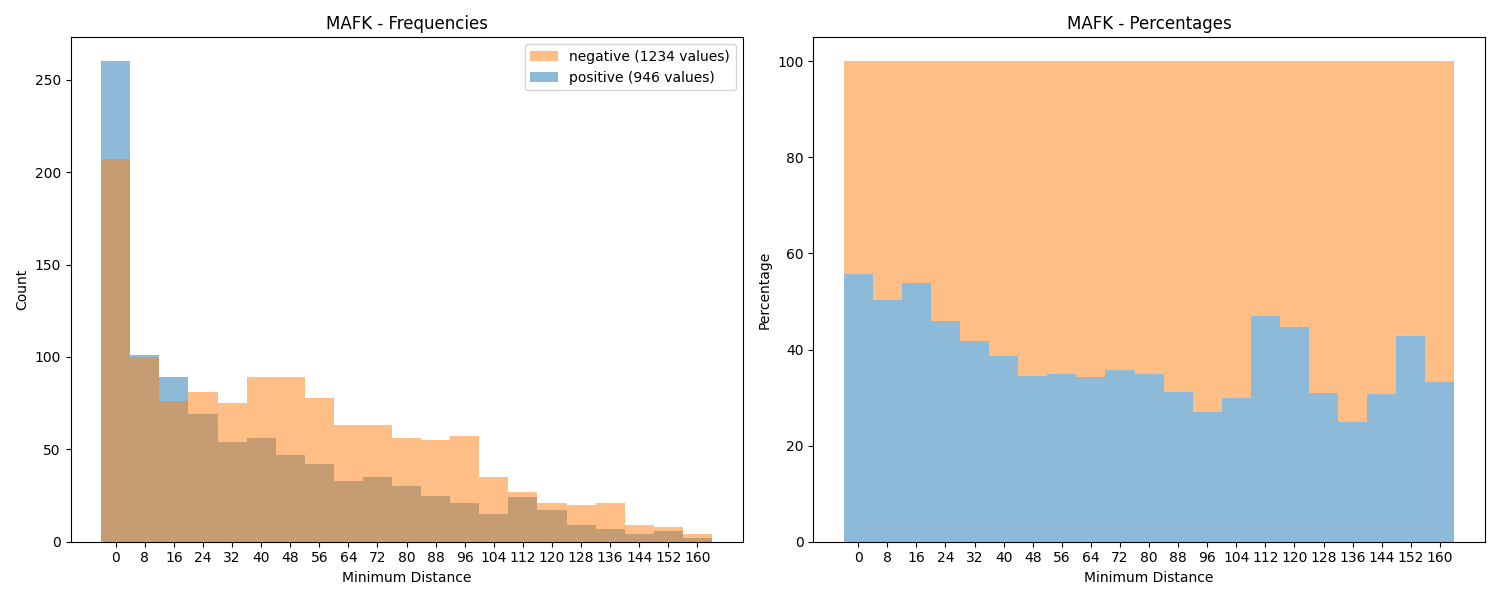 MAFK - Frequencies
negative (1234 values)
positive (946 values)
Count
250
200
150
100
50
0
0 8 16 24 32 40 48 56 64 72 80 88 96 104 112 120 128 136 144 152 160
Minimum Distance
MAFK - Percentages
Percentage
100
80
60
40
20
0
0 8 16 24 32 40 48 56 64 72 80 88 96 104 112 120 128 136 144 152 160
Minimum Distance